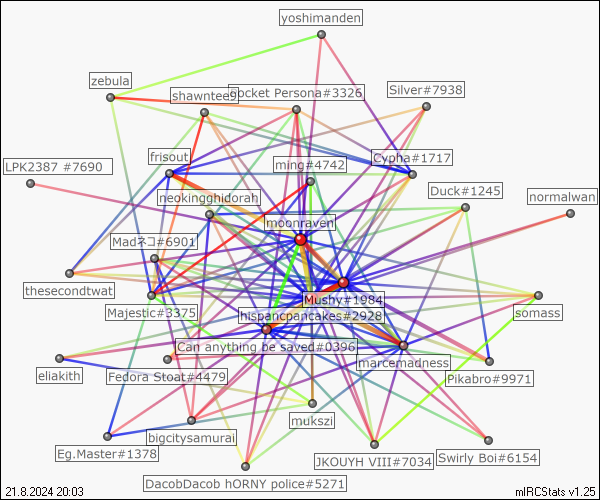 yoshimanden
zebula
shawntee9
ocket Persona#3326
Silver#7938
LPK2387 #7690
frisout
ming#4742
Cypha#1717
neokingghidorah
Duck#1245
normalwan
moonraven
Madネコ#6901
thesecondtwat
Majestic#3375
Mushy#1984
hispancpancakes#2928
somass
Can anything be saved#0396
marcemadness
eliakith
Fedora Stoat#4479
Pikabro#9971
mukszi
bigcitysamurai
Eg.Master#1378
JKOUYH VIII#7034
Swirly Boi#6154
DacobDacob hORNY police#5271
21.8.2024 20:03
mIRCStats v1.25